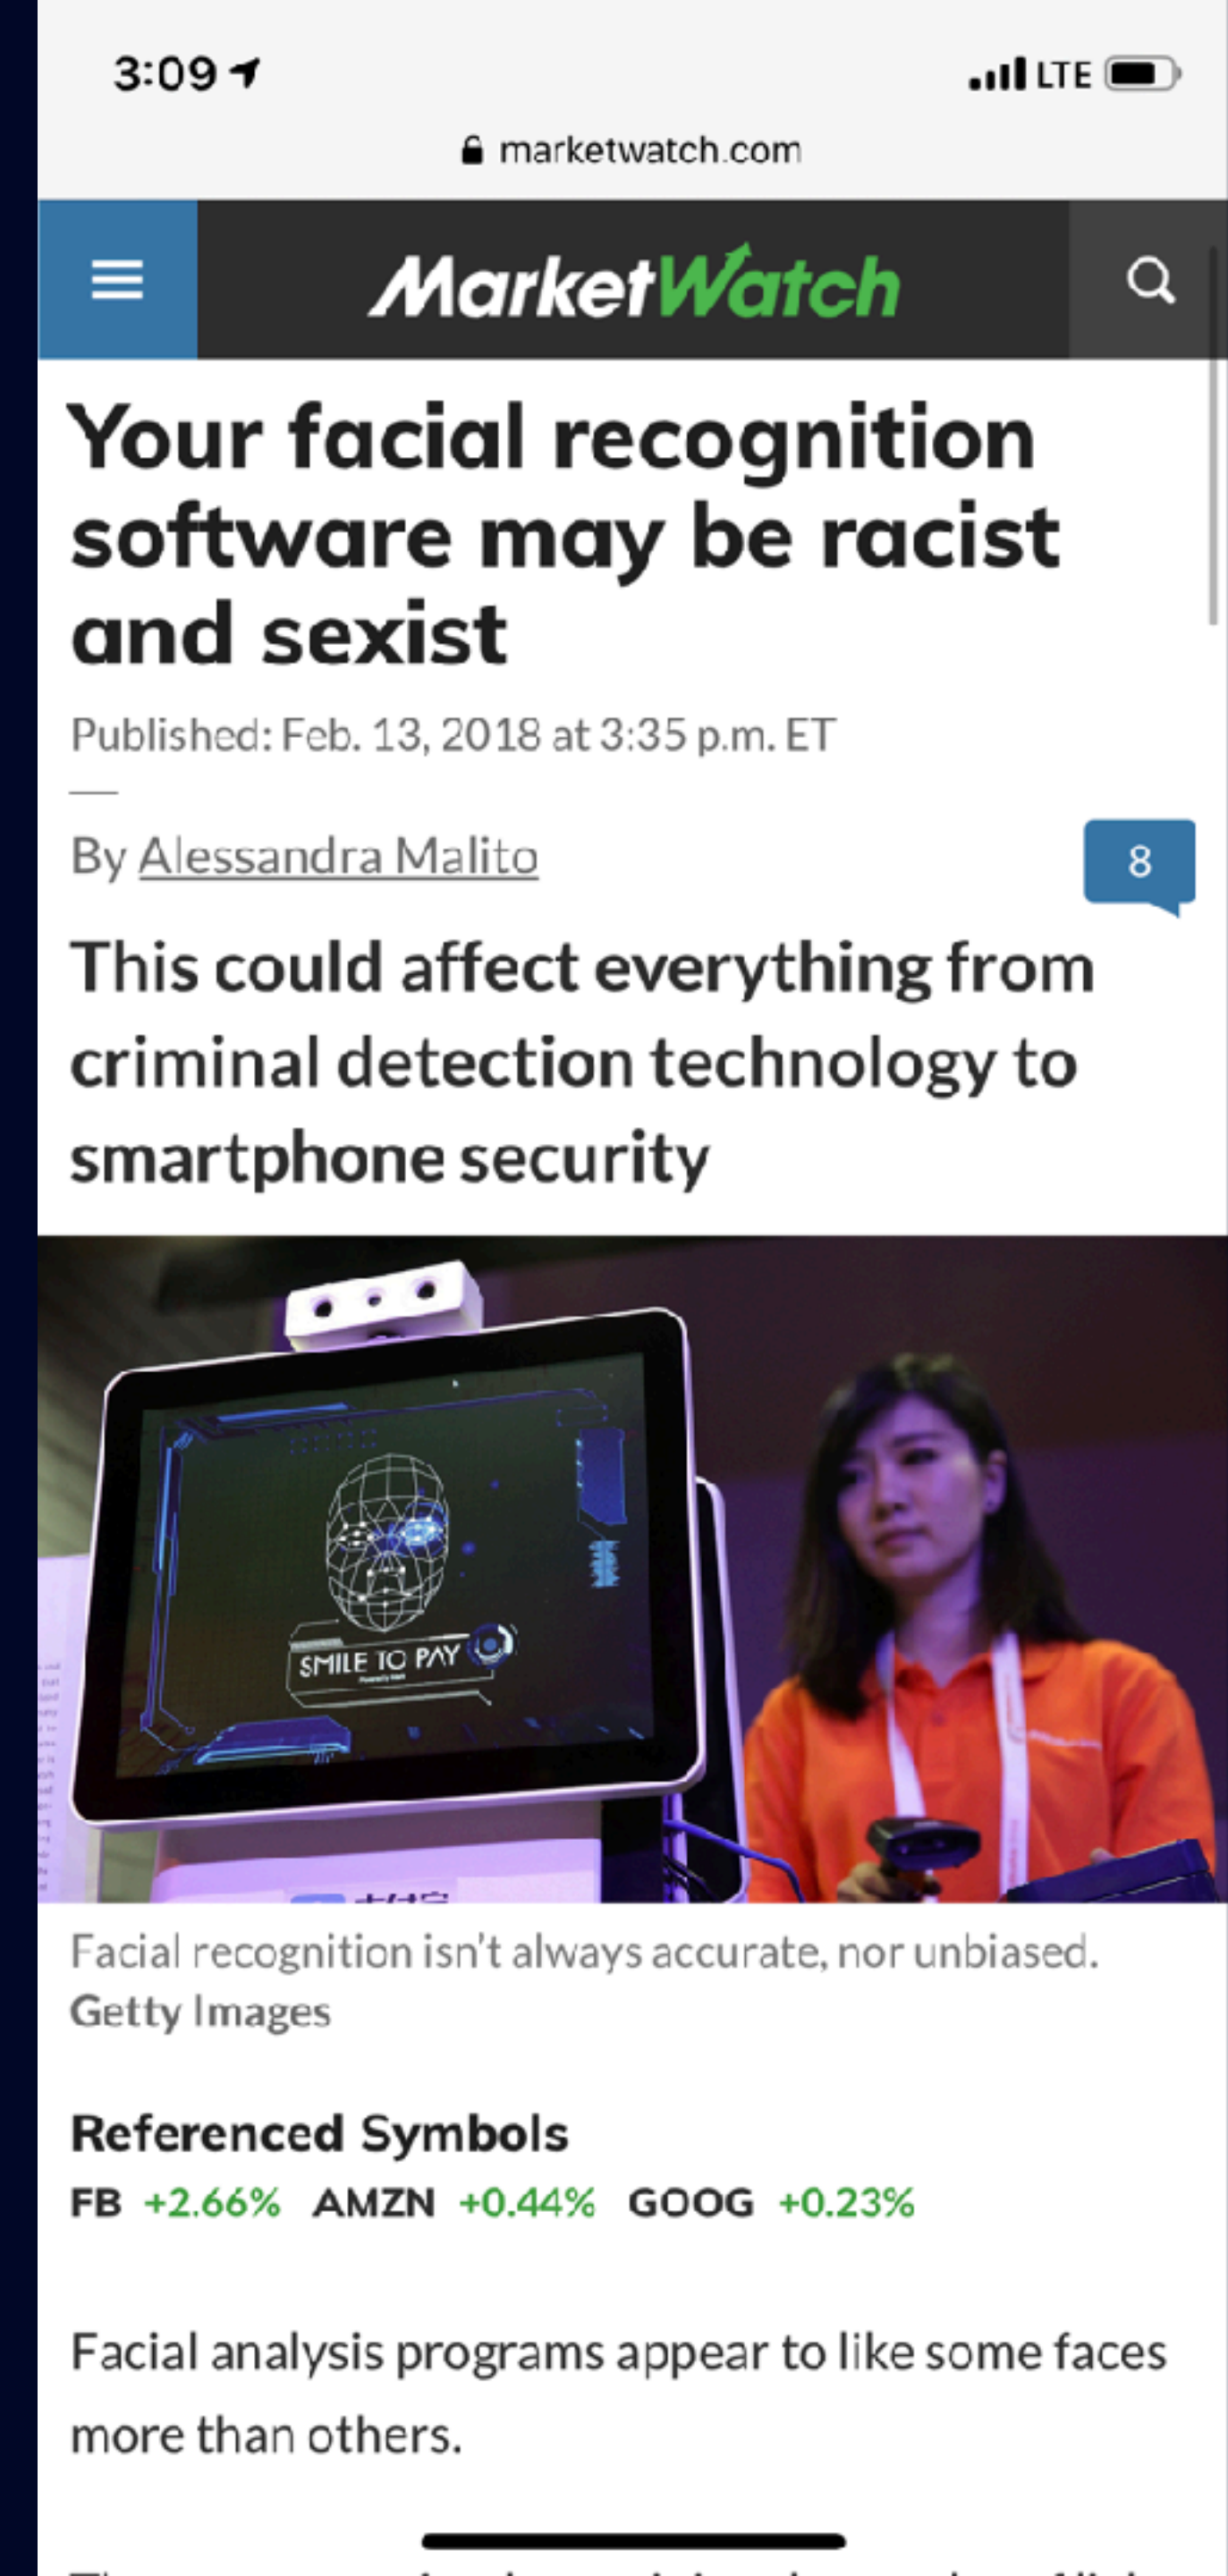 3:09
LTE
marketwatch.com
MarketWatch
Your facial recognition
software may be racist
and sexist
Published: Feb. 13, 2018 at 3:35 p.m. ET
By Alessandra Malito
8
This could affect everything from
criminal detection technology to
smartphone security
SMILE TO PAY
Facial recognition isn't always accurate, nor unbiased.
Getty Images
Referenced Symbols
FB +2.66% AMZN +0.44% GOOG +0.23%
Facial analysis programs appear to like some faces
more than others.